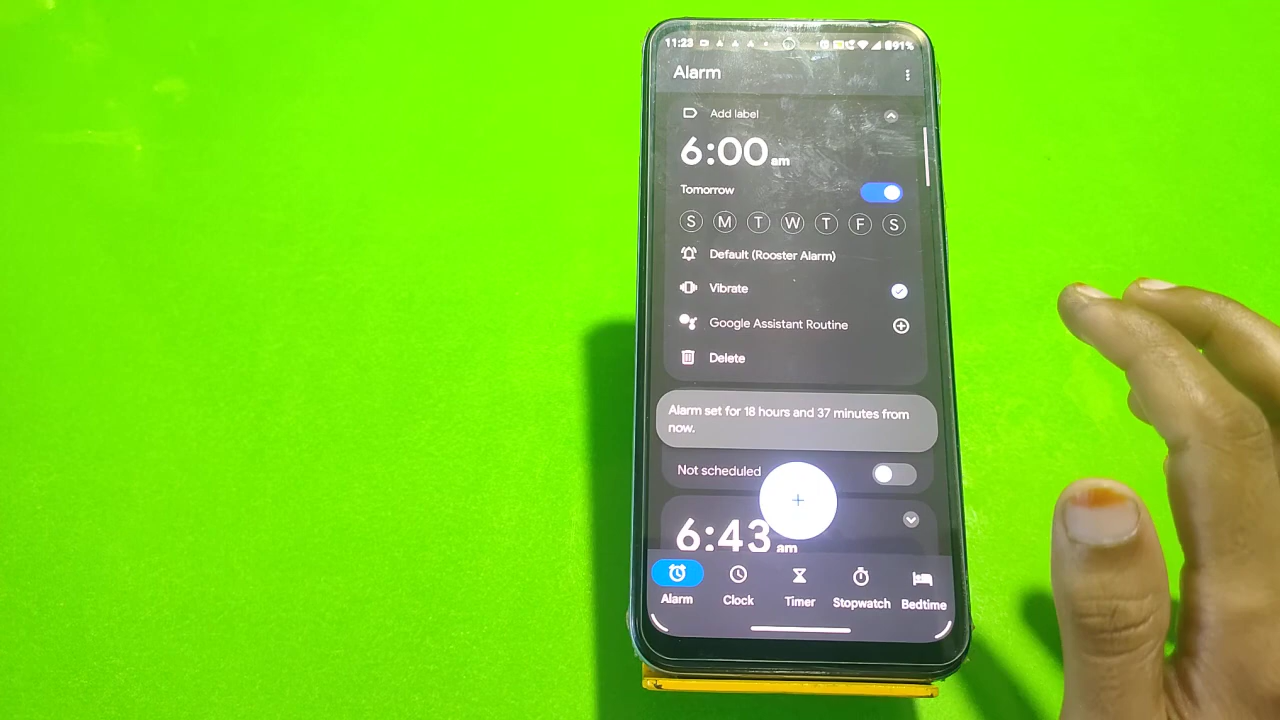 11:23 91%
Alarm
Add label
6:00 am
Tomorrow
S M T W T F S
Default (Rooster Alarm)
Vibrate
Google Assistant Routine
Delete
Alarm set for 18 hours and 37 minutes from
now.
Not scheduled
6:43 am
Alarm Clock Timer Stopwatch Bedtime